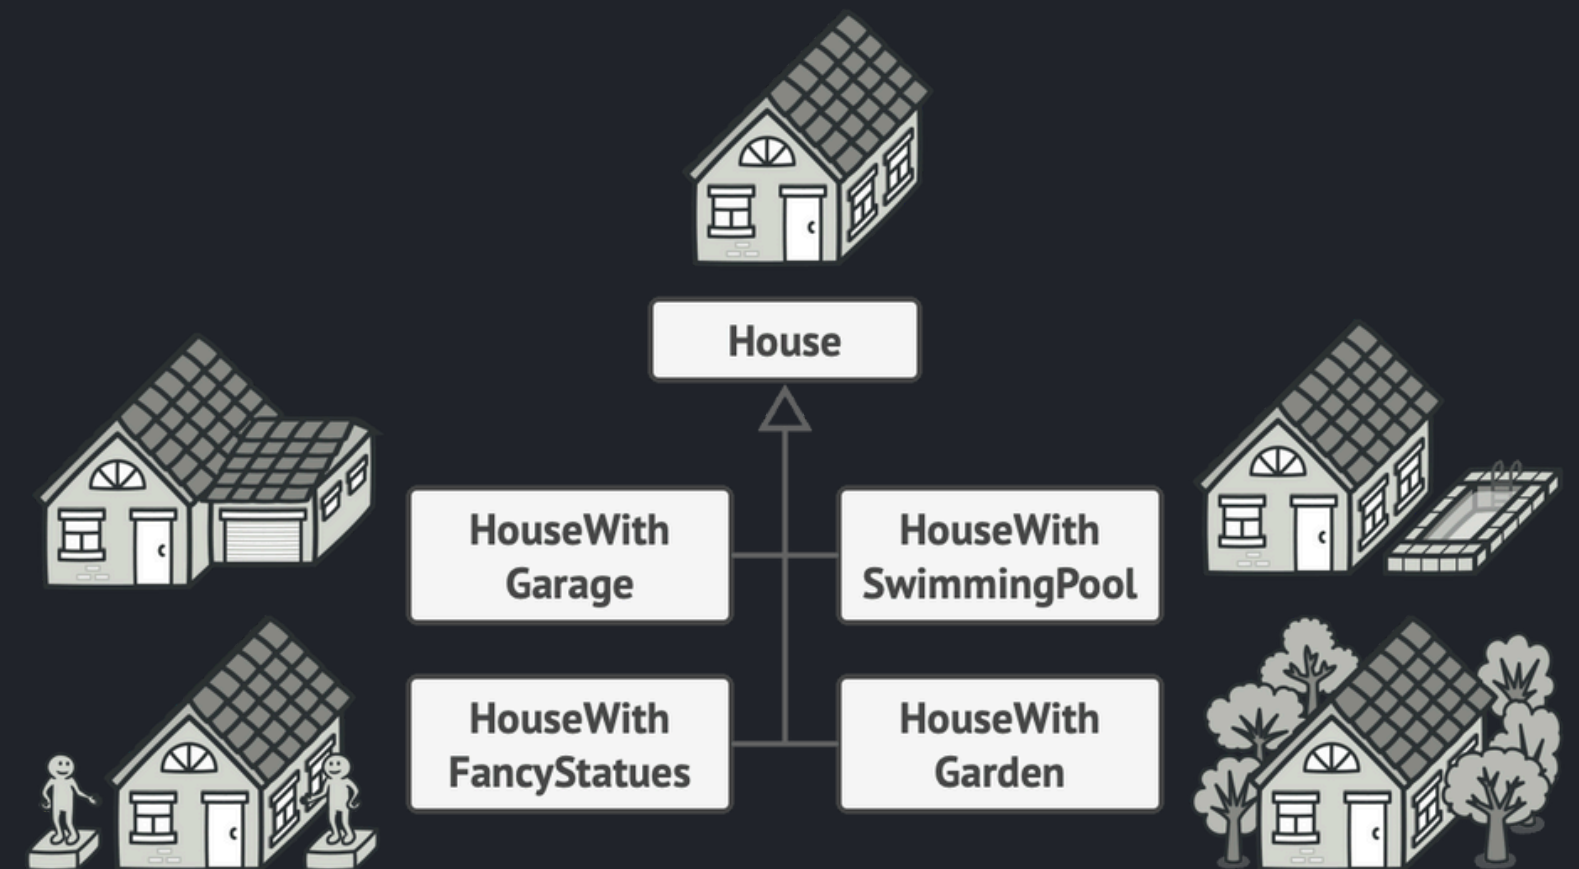 House
HouseWith
Garage
HouseWith
SwimmingPool
HouseWith
FancyStatues
HouseWith
Garden